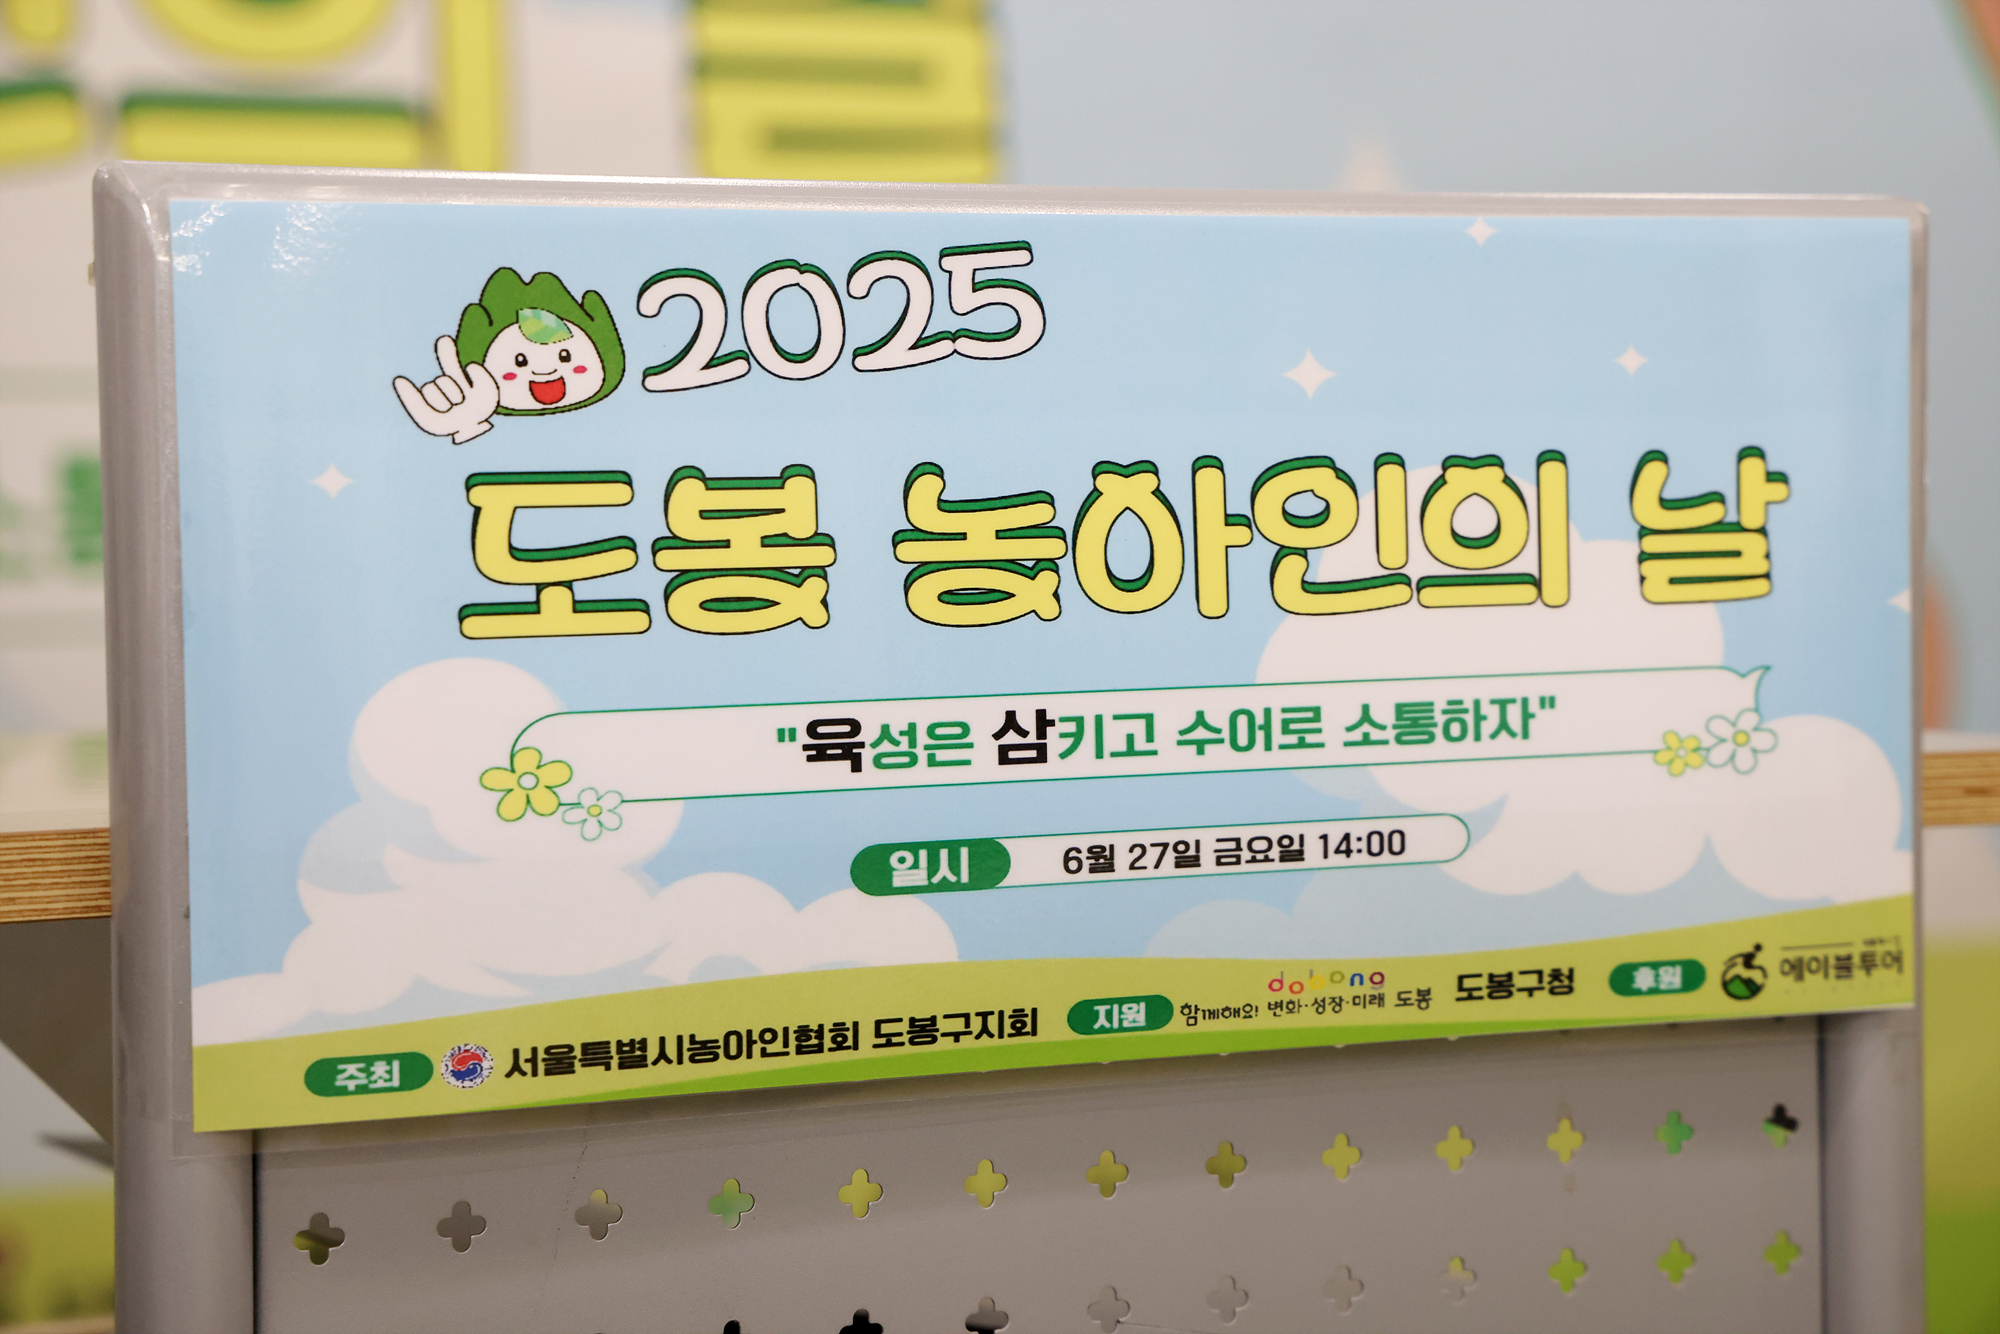 2025
도봉 농아인의 날
"육성은 삼키고 수어로 소통하자"
일시 6월 27일 금요일 14:00
주최 서울특별시농아인협회 도봉구지회 지원 함께해요! dobong 변화·성장·미래 도봉 도봉구청 후원 에이블투어